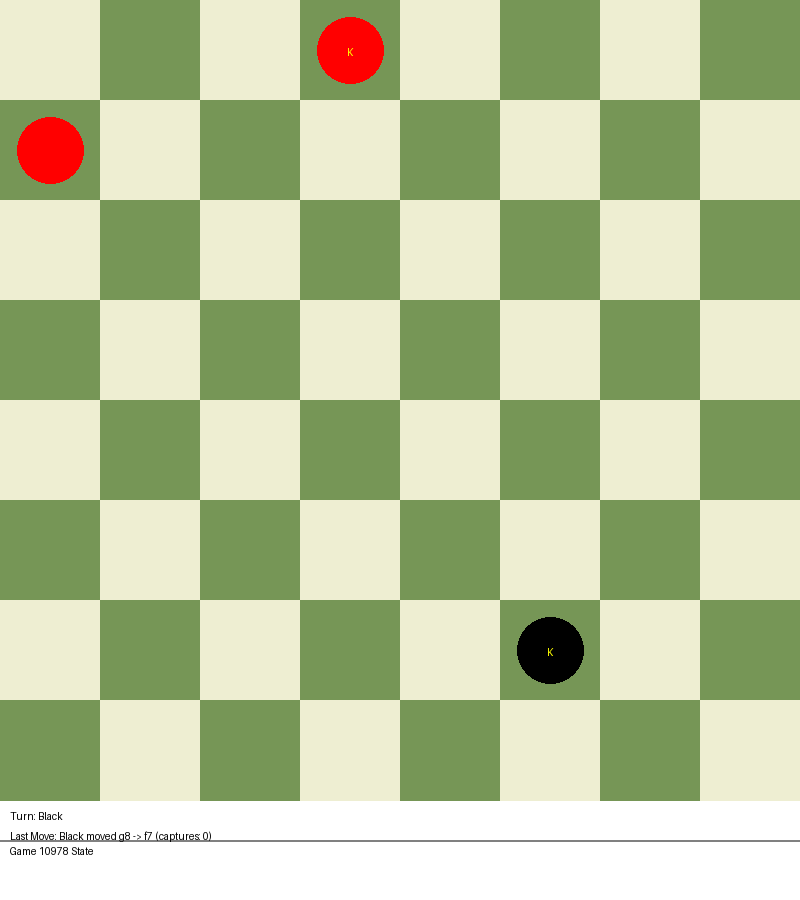 K
K
Turn: Black
Last Move: Black moved g8 -> f7 (captures: 0)
Game 10978 State